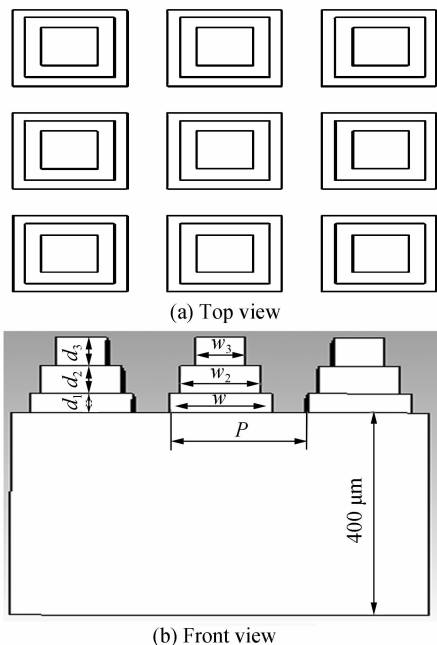 (a) Top view
d₃
w₃
d₂
w₂
d₁
w
P
400 μm
(b) Front view